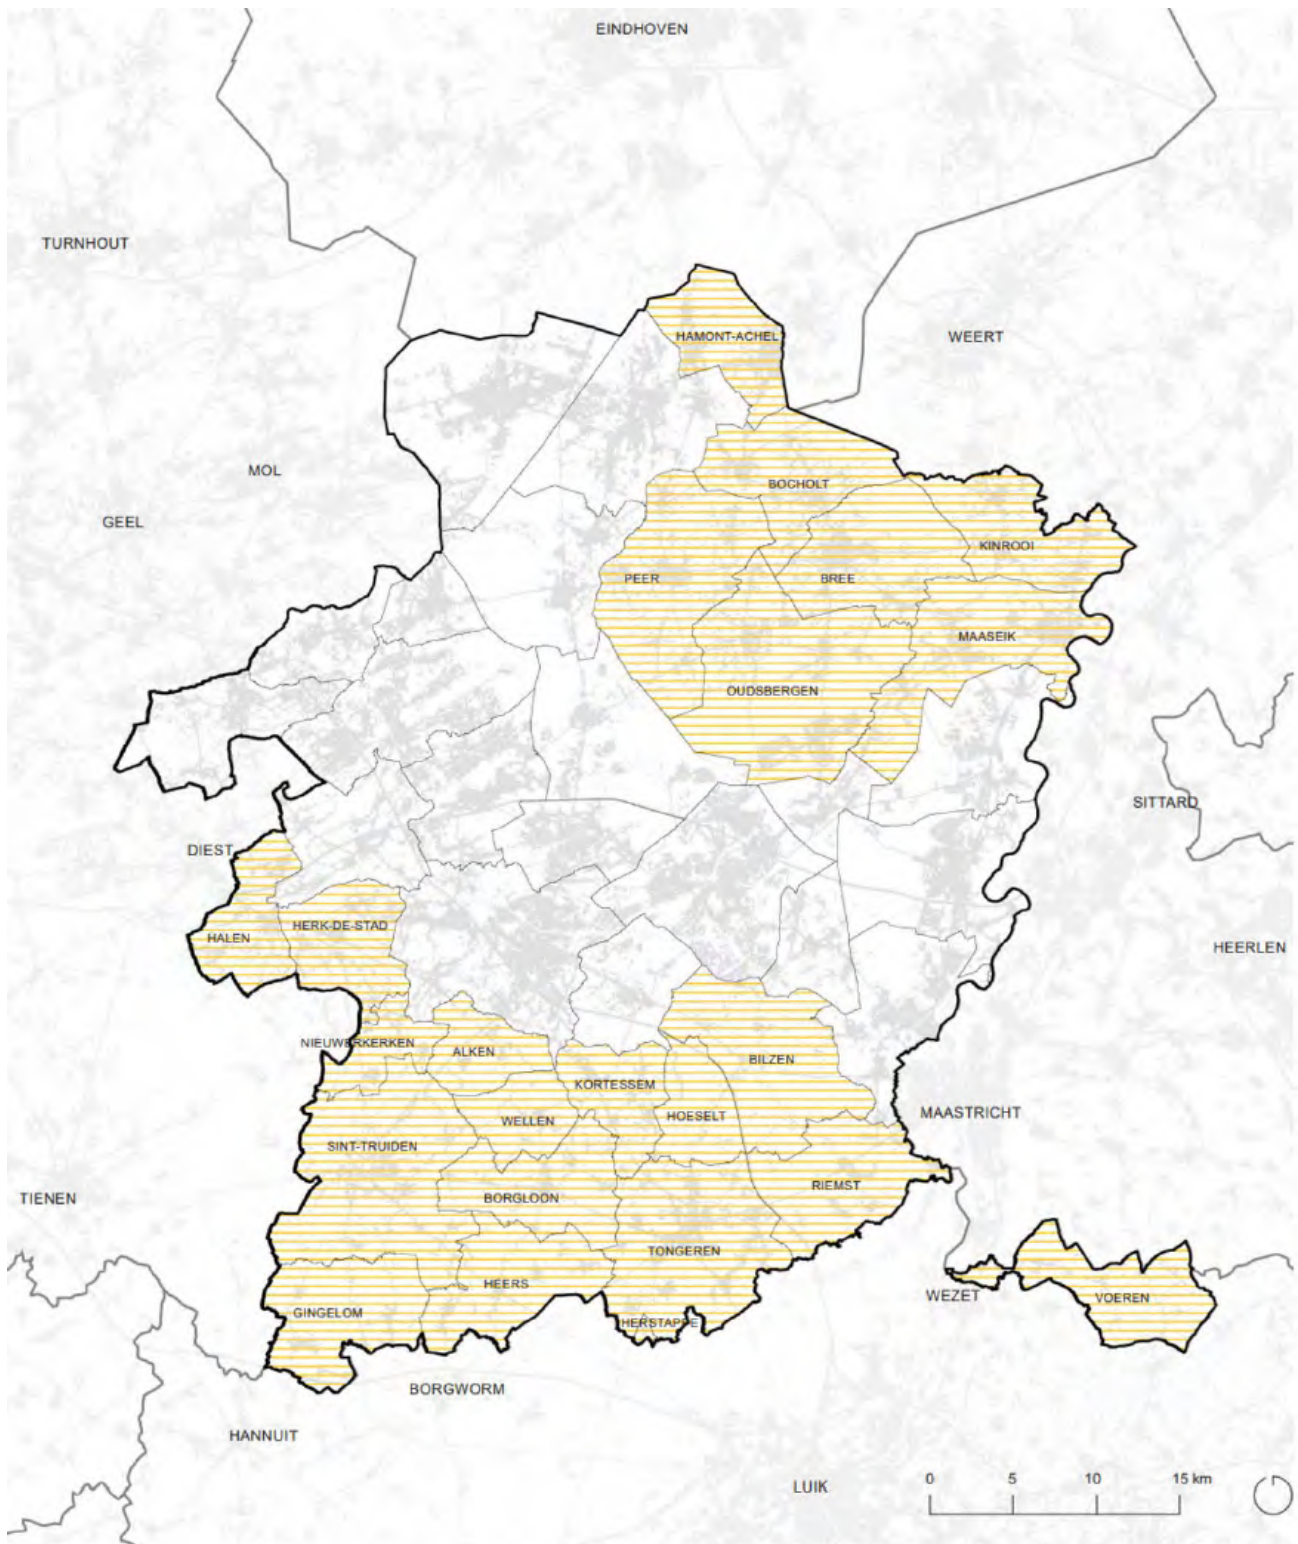 EINDHOVEN
TURNHOUT
HAMONT-ACHEL
WEERT
MOL
BOCHOLT
GEEL
KINROOI
PEER
BREE
MAASEIK
OUDSBERGEN
SITTARD
DIEST
HERK-DE-STAD
HALEN
HEERLEN
NIEUWERKERKEN
ALKEN
BILZEN
KORTESSEM
MAASTRICHT
HOESELT
WELLEN
SINT-TRUIDEN
RIEMST
TIENEN
BORGLOON
TONGEREN
HEERS
WEZET
VOEREN
GINGELOM
HERSTAPPE
BORGWORM
HANNUIT
LUIK
0 5 10 15 km